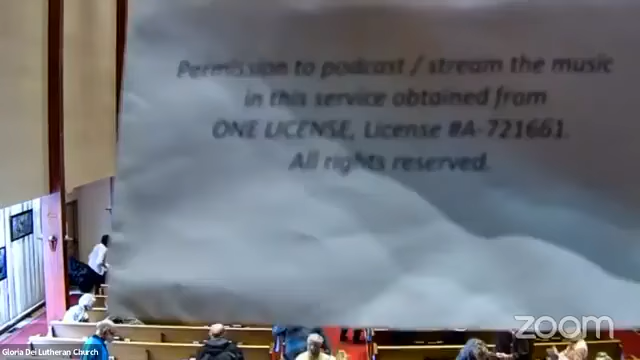 Permission to podcast / stream the music
in this service obtained from
ONE LICENSE, License #A-721661.
All rights reserved.
Gloria Dei Lutheran Church
zoom